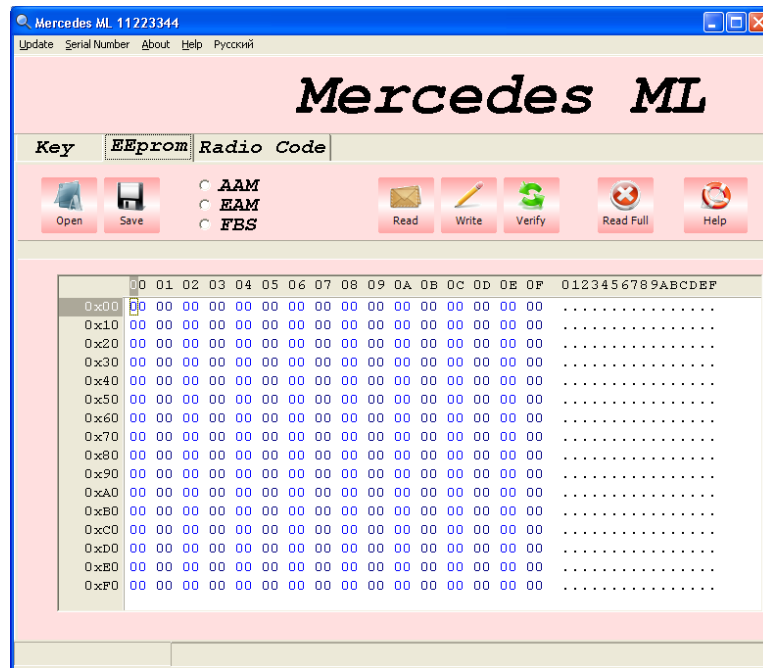 Mercedes ML 11223344
Update Serial Number About Help Русский
Mercedes ML
Key EEprom Radio Code
AAM
EAM
FBS
Open Save Read Write Verify Read Full Help
00 01 02 03 04 05 06 07 08 09 0A 0B 0C 0D 0E 0F 0123456789ABCDEF
0x00 00 00 00 00 00 00 00 00 00 00 00 00 00 00 00 00 ................
0x10 00 00 00 00 00 00 00 00 00 00 00 00 00 00 00 00 ................
0x20 00 00 00 00 00 00 00 00 00 00 00 00 00 00 00 00 ................
0x30 00 00 00 00 00 00 00 00 00 00 00 00 00 00 00 00 ................
0x40 00 00 00 00 00 00 00 00 00 00 00 00 00 00 00 00 ................
0x50 00 00 00 00 00 00 00 00 00 00 00 00 00 00 00 00 ................
0x60 00 00 00 00 00 00 00 00 00 00 00 00 00 00 00 00 ................
0x70 00 00 00 00 00 00 00 00 00 00 00 00 00 00 00 00 ................
0x80 00 00 00 00 00 00 00 00 00 00 00 00 00 00 00 00 ................
0x90 00 00 00 00 00 00 00 00 00 00 00 00 00 00 00 00 ................
0xA0 00 00 00 00 00 00 00 00 00 00 00 00 00 00 00 00 ................
0xB0 00 00 00 00 00 00 00 00 00 00 00 00 00 00 00 00 ................
0xC0 00 00 00 00 00 00 00 00 00 00 00 00 00 00 00 00 ................
0xD0 00 00 00 00 00 00 00 00 00 00 00 00 00 00 00 00 ................
0xE0 00 00 00 00 00 00 00 00 00 00 00 00 00 00 00 00 ................
0xF0 00 00 00 00 00 00 00 00 00 00 00 00 00 00 00 00 ................